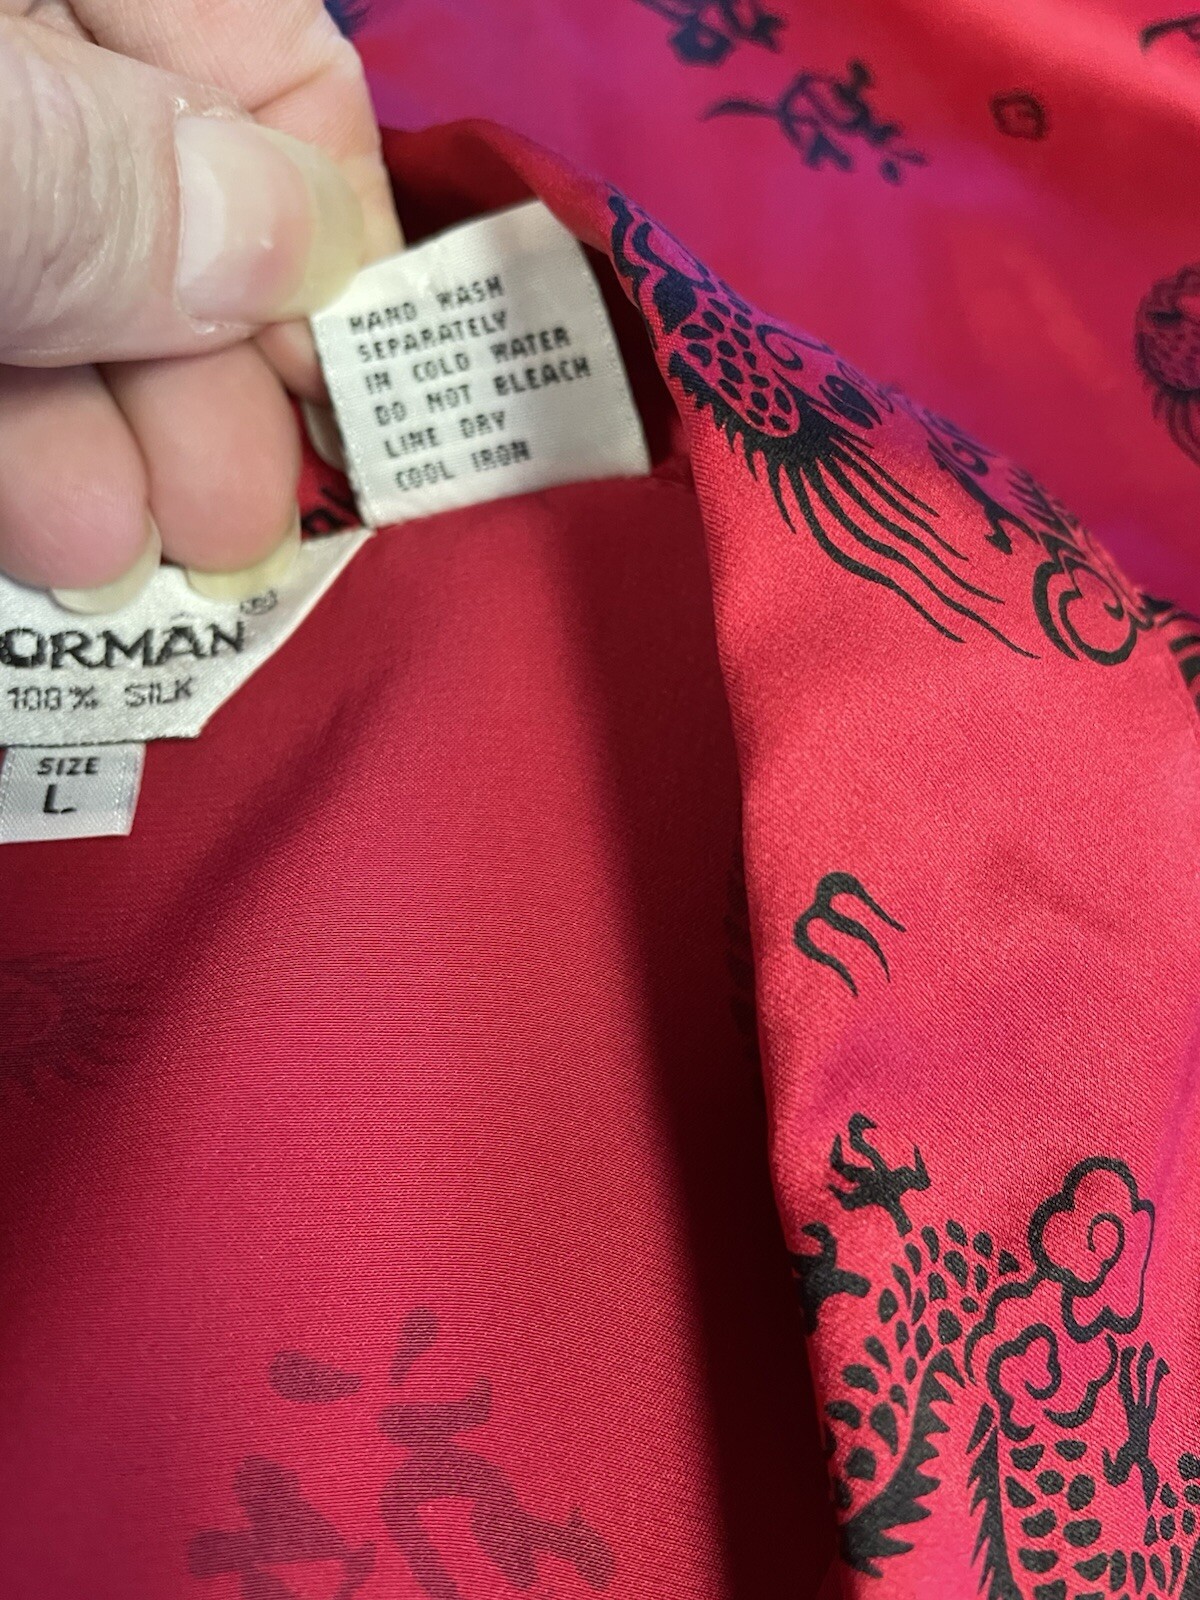 HAND WASH
SEPARATELY
IN COLD WATER
DO NOT BLEACH
LINE DRY
COOL IRON
ORMAN®
100% SILK
SIZE
L.